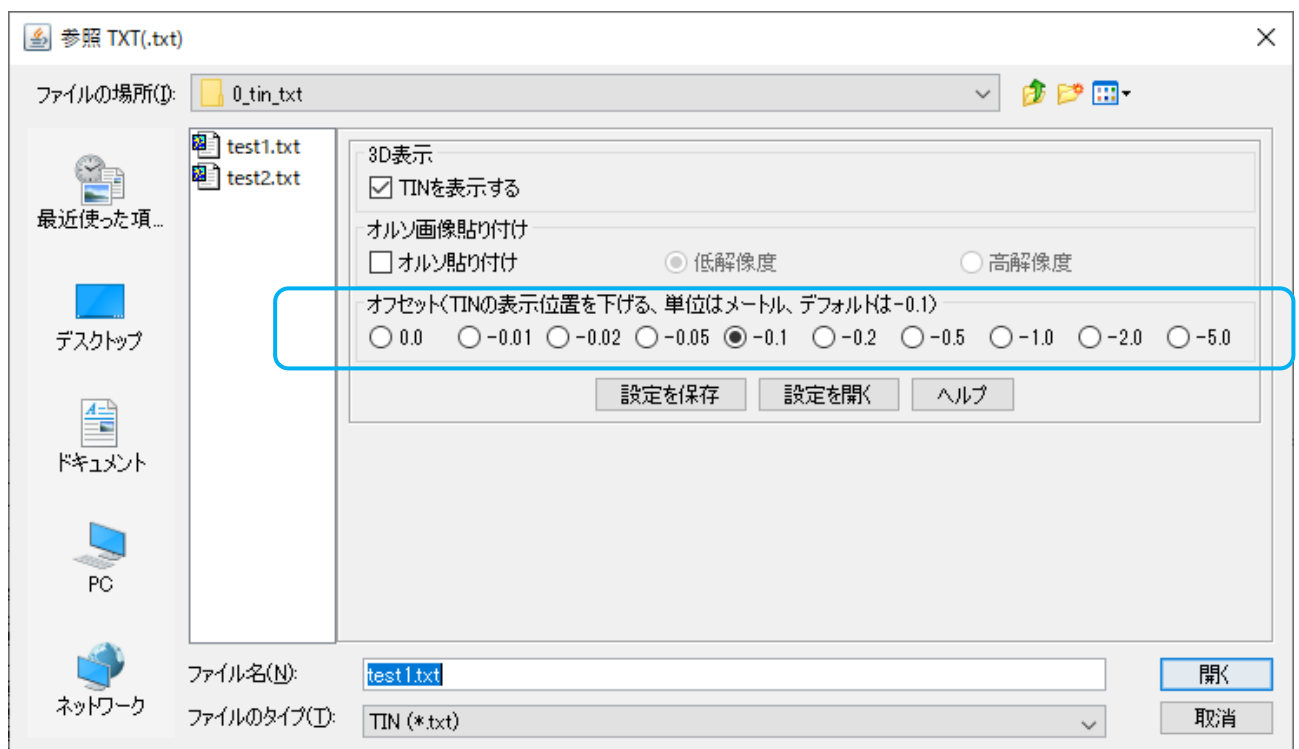 参照 TXT(.txt)
ファイルの場所(I):
0_tin_txt
最近使った項...
デスクトップ
ドキュメント
PC
ネットワーク
test1.txt
test2.txt
3D表示
TINを表示する
オルソ画像貼り付け
オルソ貼り付け 低解像度 高解像度
オフセット(TINの表示位置を下げる、単位はメートル、デフォルトは-0.1)
0.0 -0.01 -0.02 -0.05 -0.1 -0.2 -0.5 -1.0 -2.0 -5.0
設定を保存 設定を開く ヘルプ
ファイル名(N): test1.txt 開く
ファイルのタイプ(T): TIN (*.txt) 取消